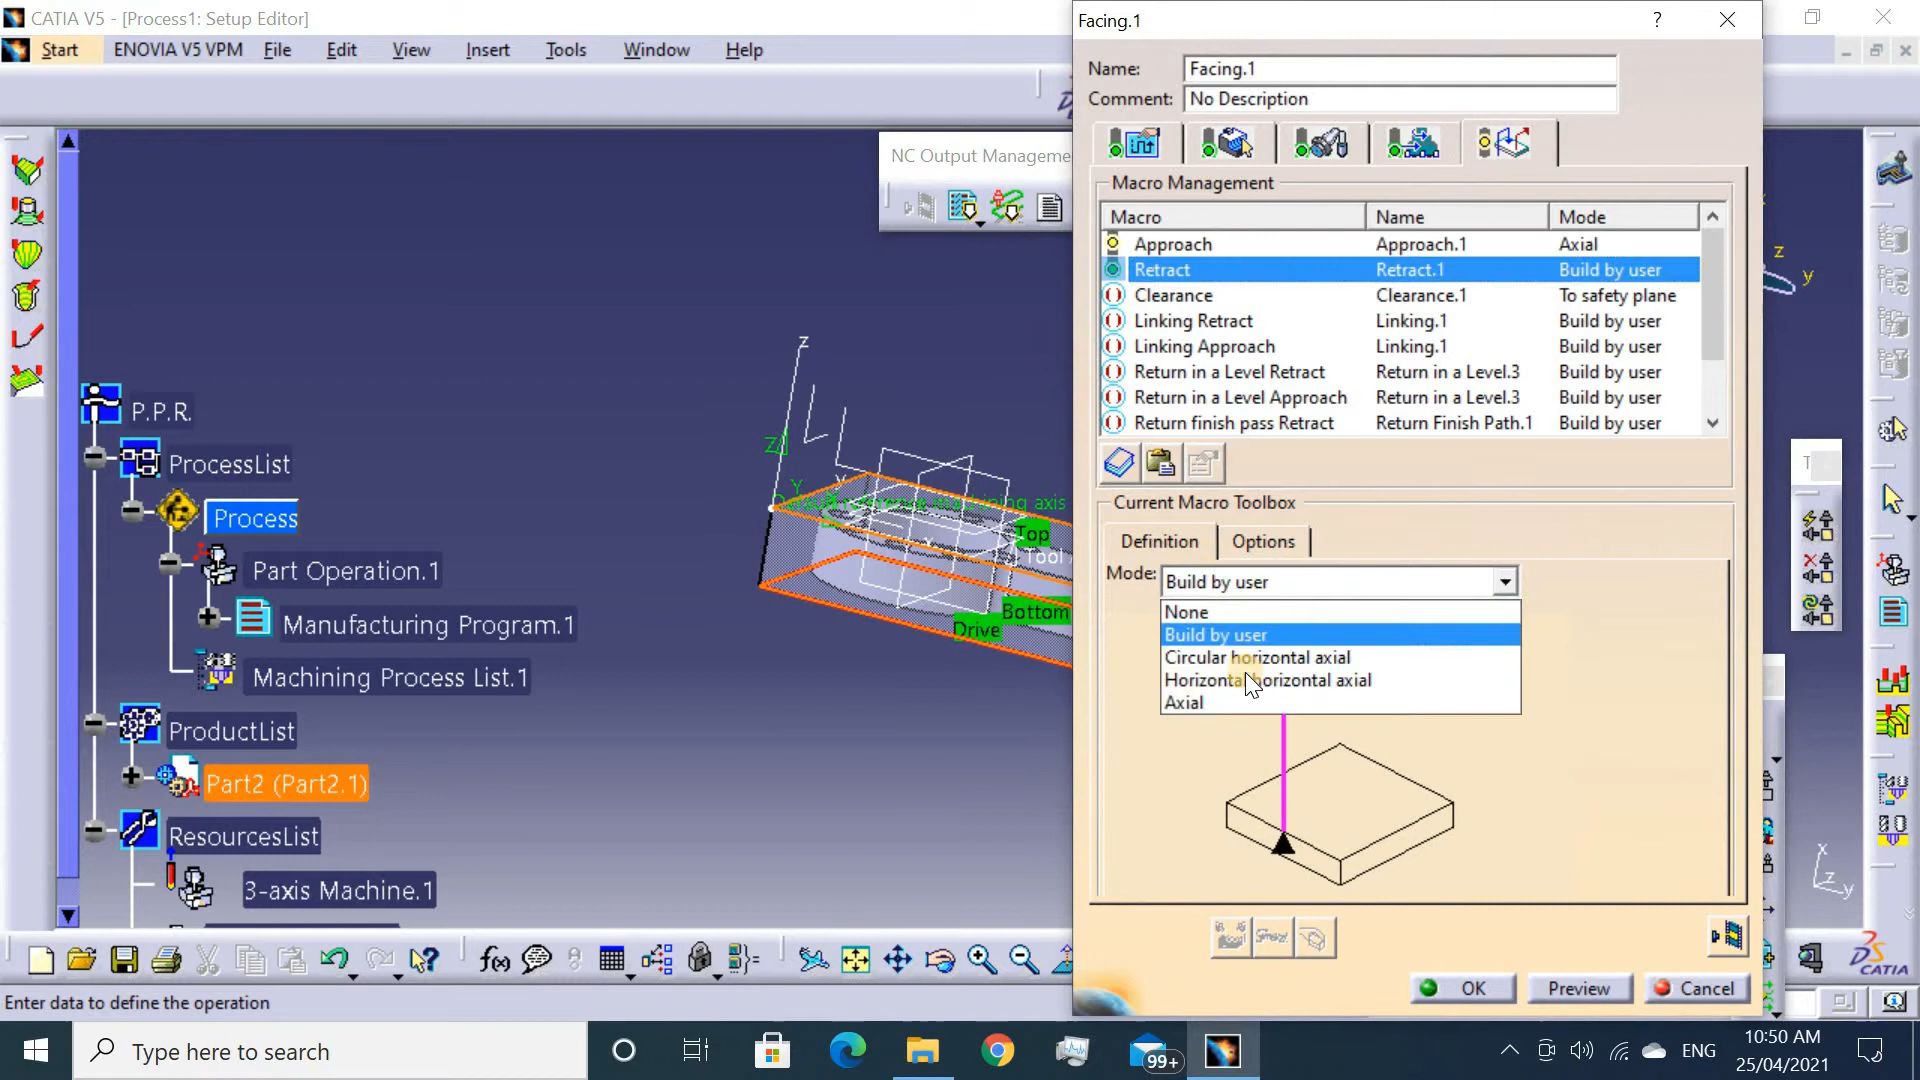 CATIA V5 - [Process1: Setup Editor]
Start ENOVIA V5 VPM File Edit View Insert Tools Window Help
NC Output Manageme
P.P.R.
ProcessList
Process
Part Operation.1
Manufacturing Program.1
Machining Process List.1
ProductList
Part2 (Part2.1)
ResourcesList
3-axis Machine.1
z
Z
Y
machining axis
Top
Tool
Bottom
Drive
Facing.1
?
Name: Facing.1
Comment: No Description
Macro Management
Macro Name Mode
Approach Approach.1 Axial
Retract Retract.1 Build by user
Clearance Clearance.1 To safety plane
Linking Retract Linking.1 Build by user
Linking Approach Linking.1 Build by user
Return in a Level Retract Return in a Level.3 Build by user
Return in a Level Approach Return in a Level.3 Build by user
Return finish pass Retract Return Finish Path.1 Build by user
Current Macro Toolbox
Definition Options
Mode: Build by user
None
Build by user
Circular horizontal axial
Horizontal horizontal axial
Axial
OK Preview Cancel
z
y
T
x
z
y
f(x)
CATIA
Enter data to define the operation
Type here to search
99+
ENG
10:50 AM
25/04/2021